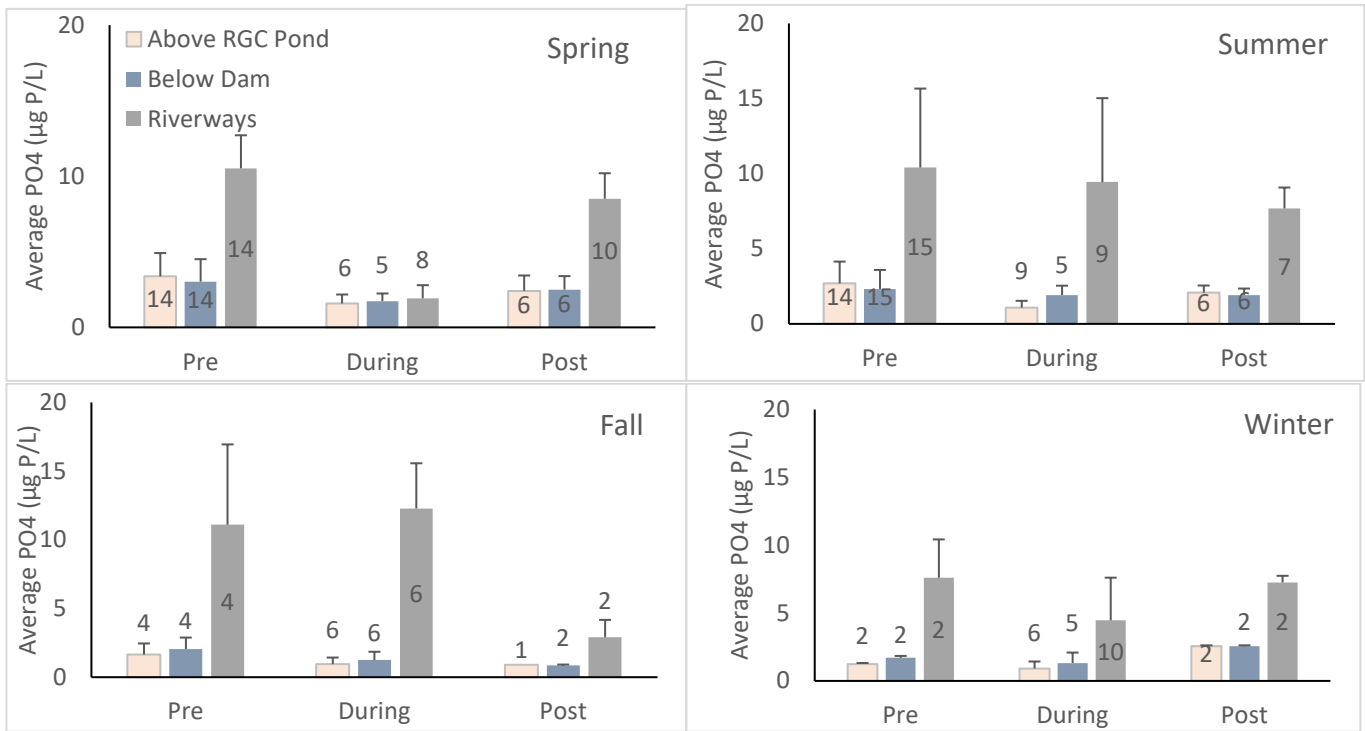 Spring
Average PO4 (µg P/L)
20
10
0
Above RGC Pond
Below Dam
Riverways
14
14
14
6
5
8
6
6
10
Pre
During
Post
Summer
Average PO4 (µg P/L)
20
15
10
5
0
14
15
15
9
5
9
6
6
7
Pre
During
Post
Fall
Average PO4 (µg P/L)
20
15
10
5
0
4
4
4
6
6
6
1
2
2
Pre
During
Post
Winter
Average PO4 (µg P/L)
20
15
10
5
0
2
2
2
6
5
10
2
2
2
Pre
During
Post